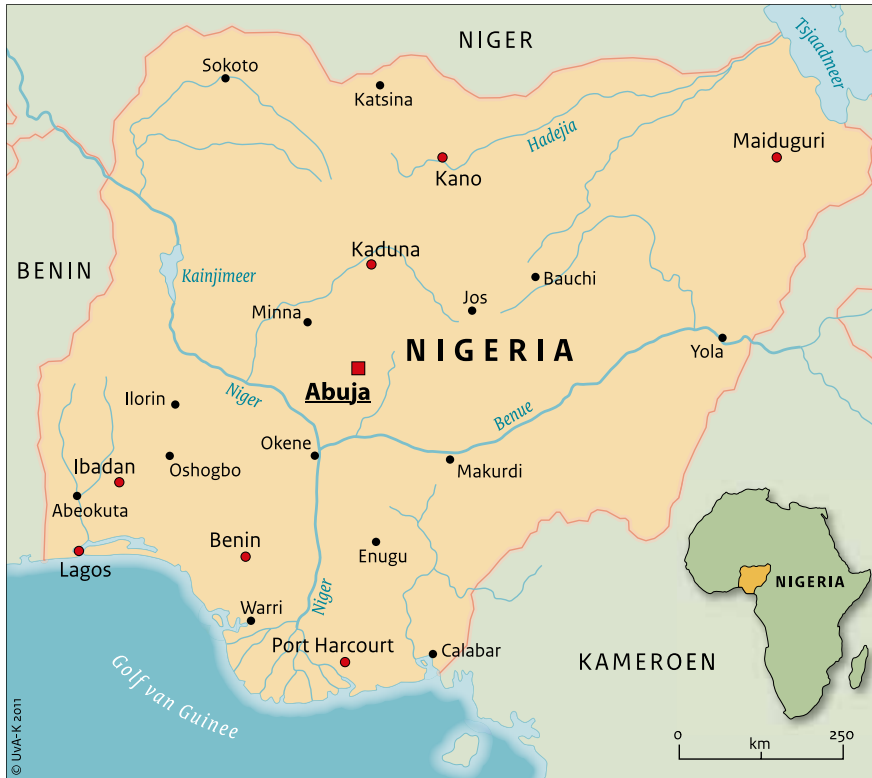 NIGER
Tsjaadmeer
Sokoto
Katsina
Hadejia
Maiduguri
Kano
BENIN
Kainjimeer
Kaduna
Bauchi
Jos
Minna
NIGERIA
Yola
Abuja
Niger
Ilorin
Benue
Okene
Ibadan
Oshogbo
Makurdi
Abeokuta
Benin
Enugu
Lagos
NIGERIA
Niger
Warri
Port Harcourt
Calabar
KAMEROEN
Golf van Guinee
0
250
km
© UvA-K 2011